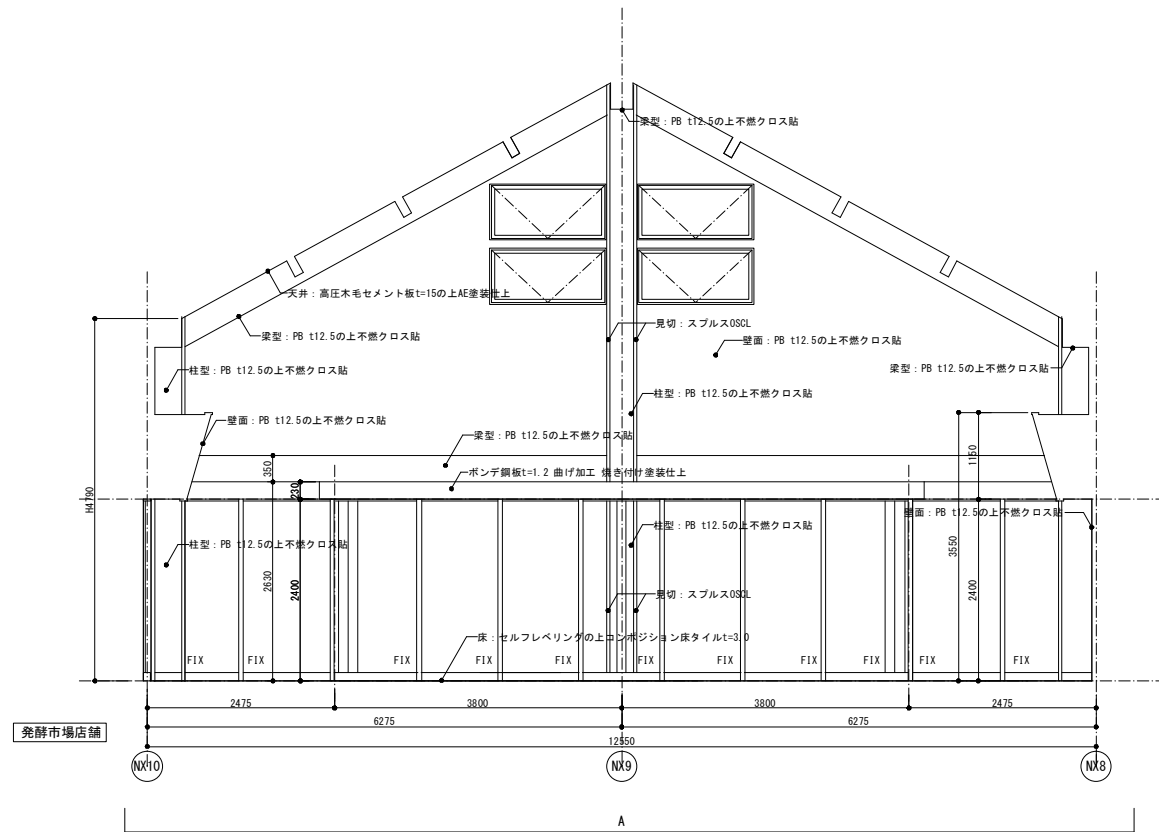 梁型：PB t12.5の上不燃クロス貼
天井：高圧木毛セメント板t=15の上AE塗装仕上
梁型：PB t12.5の上不燃クロス貼
見切：スプルスOSCL
壁面：PB t12.5の上不燃クロス貼
柱型：PB t12.5の上不燃クロス貼
梁型：PB t12.5の上不燃クロス貼
柱型：PB t12.5の上不燃クロス貼
壁面：PB t12.5の上不燃クロス貼
梁型：PB t12.5の上不燃クロス貼
ボンデ鋼板t=1.2 曲げ加工 焼き付け塗装仕上
350
230
1150
H4790
壁面：PB t12.5の上不燃クロス貼
柱型：PB t12.5の上不燃クロス貼
柱型：PB t12.5の上不燃クロス貼
3550
2630
2400
2400
見切：スプルスOSCL
床：セルフレベリングの上コンポジション床タイルt=3.0
FIX FIX FIX FIX FIX FIX FIX FIX FIX FIX
2475 3800 3800 2475
6275 6275
発酵市場店舗
12550
NX10 NX9 NX8
A